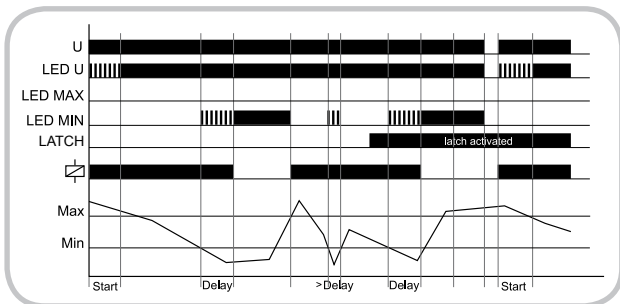 U
LED U
LED MAX
LED MIN
LATCH
latch activated
Max
Min
Start
Delay
>Delay
Delay
Start